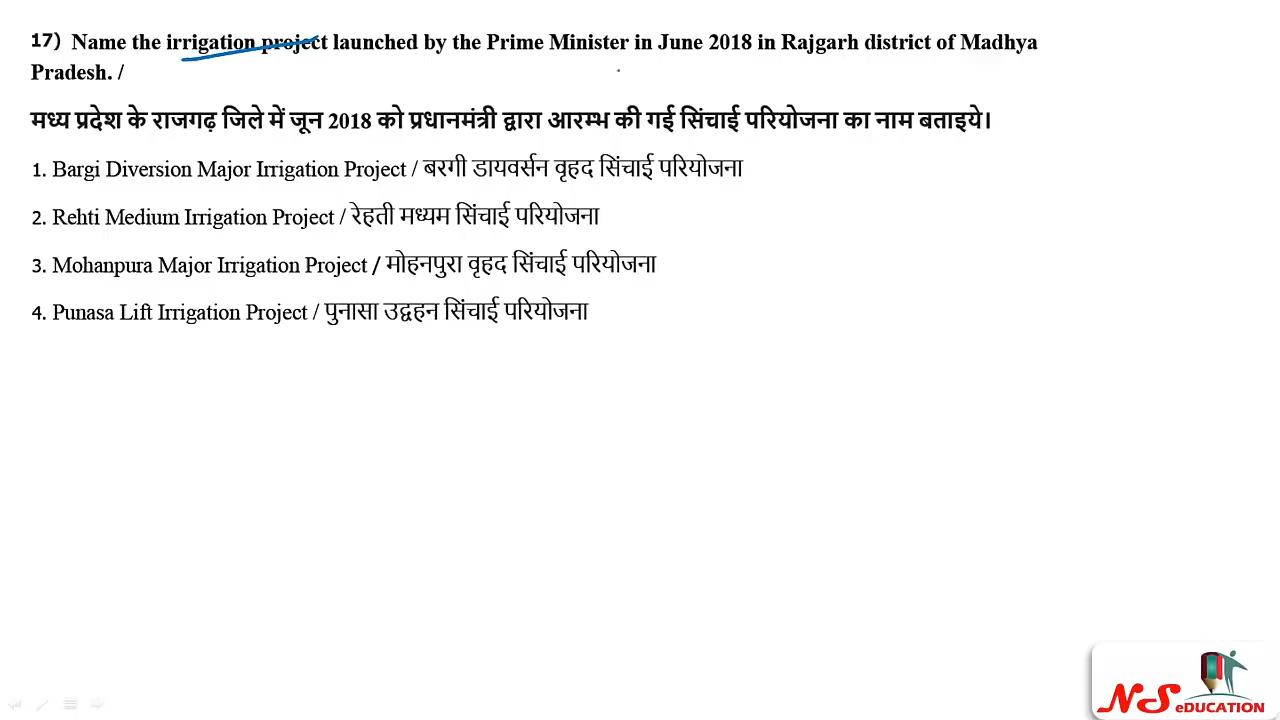 17) Name the irrigation project launched by the Prime Minister in June 2018 in Rajgarh district of Madhya
Pradesh. /
मध्य प्रदेश के राजगढ़ जिले में जून 2018 को प्रधानमंत्री द्वारा आरम्भ की गई सिंचाई परियोजना का नाम बताइये।
1. Bargi Diversion Major Irrigation Project / बरगी डायवर्सन वृहद सिंचाई परियोजना
2. Rehti Medium Irrigation Project / रेहती मध्यम सिंचाई परियोजना
3. Mohanpura Major Irrigation Project / मोहनपुरा वृहद सिंचाई परियोजना
4. Punasa Lift Irrigation Project / पुनासा उद्वहन सिंचाई परियोजना
NS eDUCATION